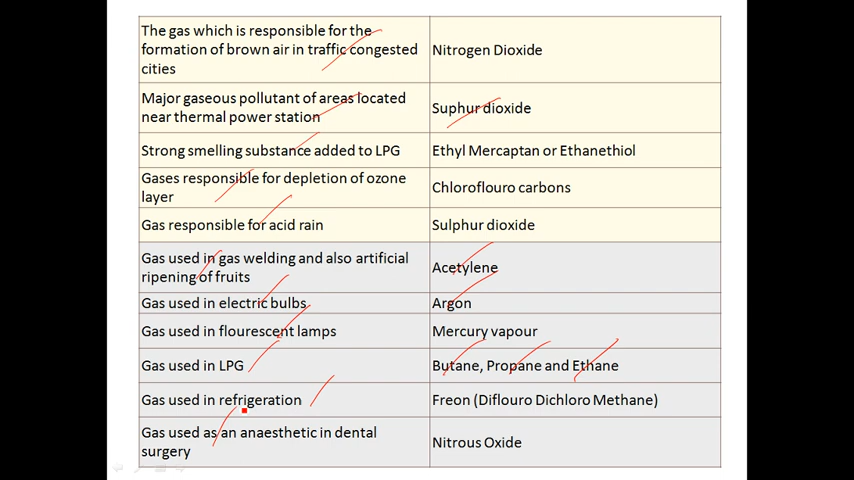 The gas which is responsible for the
formation of brown air in traffic congested
cities
Nitrogen Dioxide
Major gaseous pollutant of areas located
near thermal power station
Suphur dioxide
Strong smelling substance added to LPG
Ethyl Mercaptan or Ethanethiol
Gases responsible for depletion of ozone
layer
Chloroflouro carbons
Gas responsible for acid rain
Sulphur dioxide
Gas used in gas welding and also artificial
ripening of fruits
Acetylene
Gas used in electric bulbs
Argon
Gas used in flourescent lamps
Mercury vapour
Gas used in LPG
Butane, Propane and Ethane
Gas used in refrigeration
Freon (Diflouro Dichloro Methane)
Gas used as an anaesthetic in dental
surgery
Nitrous Oxide